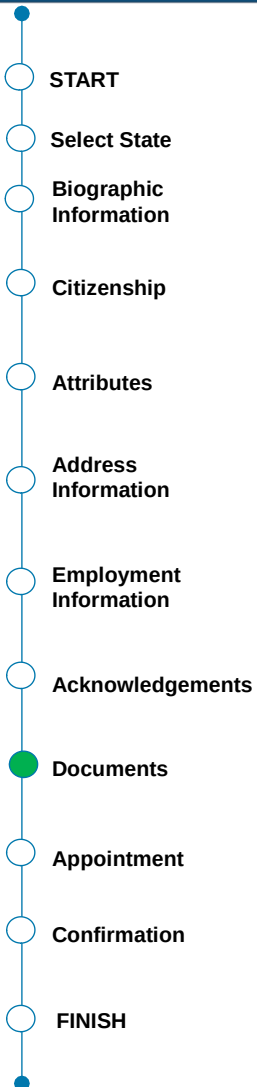 START
Select State
Biographic
Information
Citizenship
Attributes
Address
Information
Employment
Information
Acknowledgements
Documents
Appointment
Confirmation
FINISH